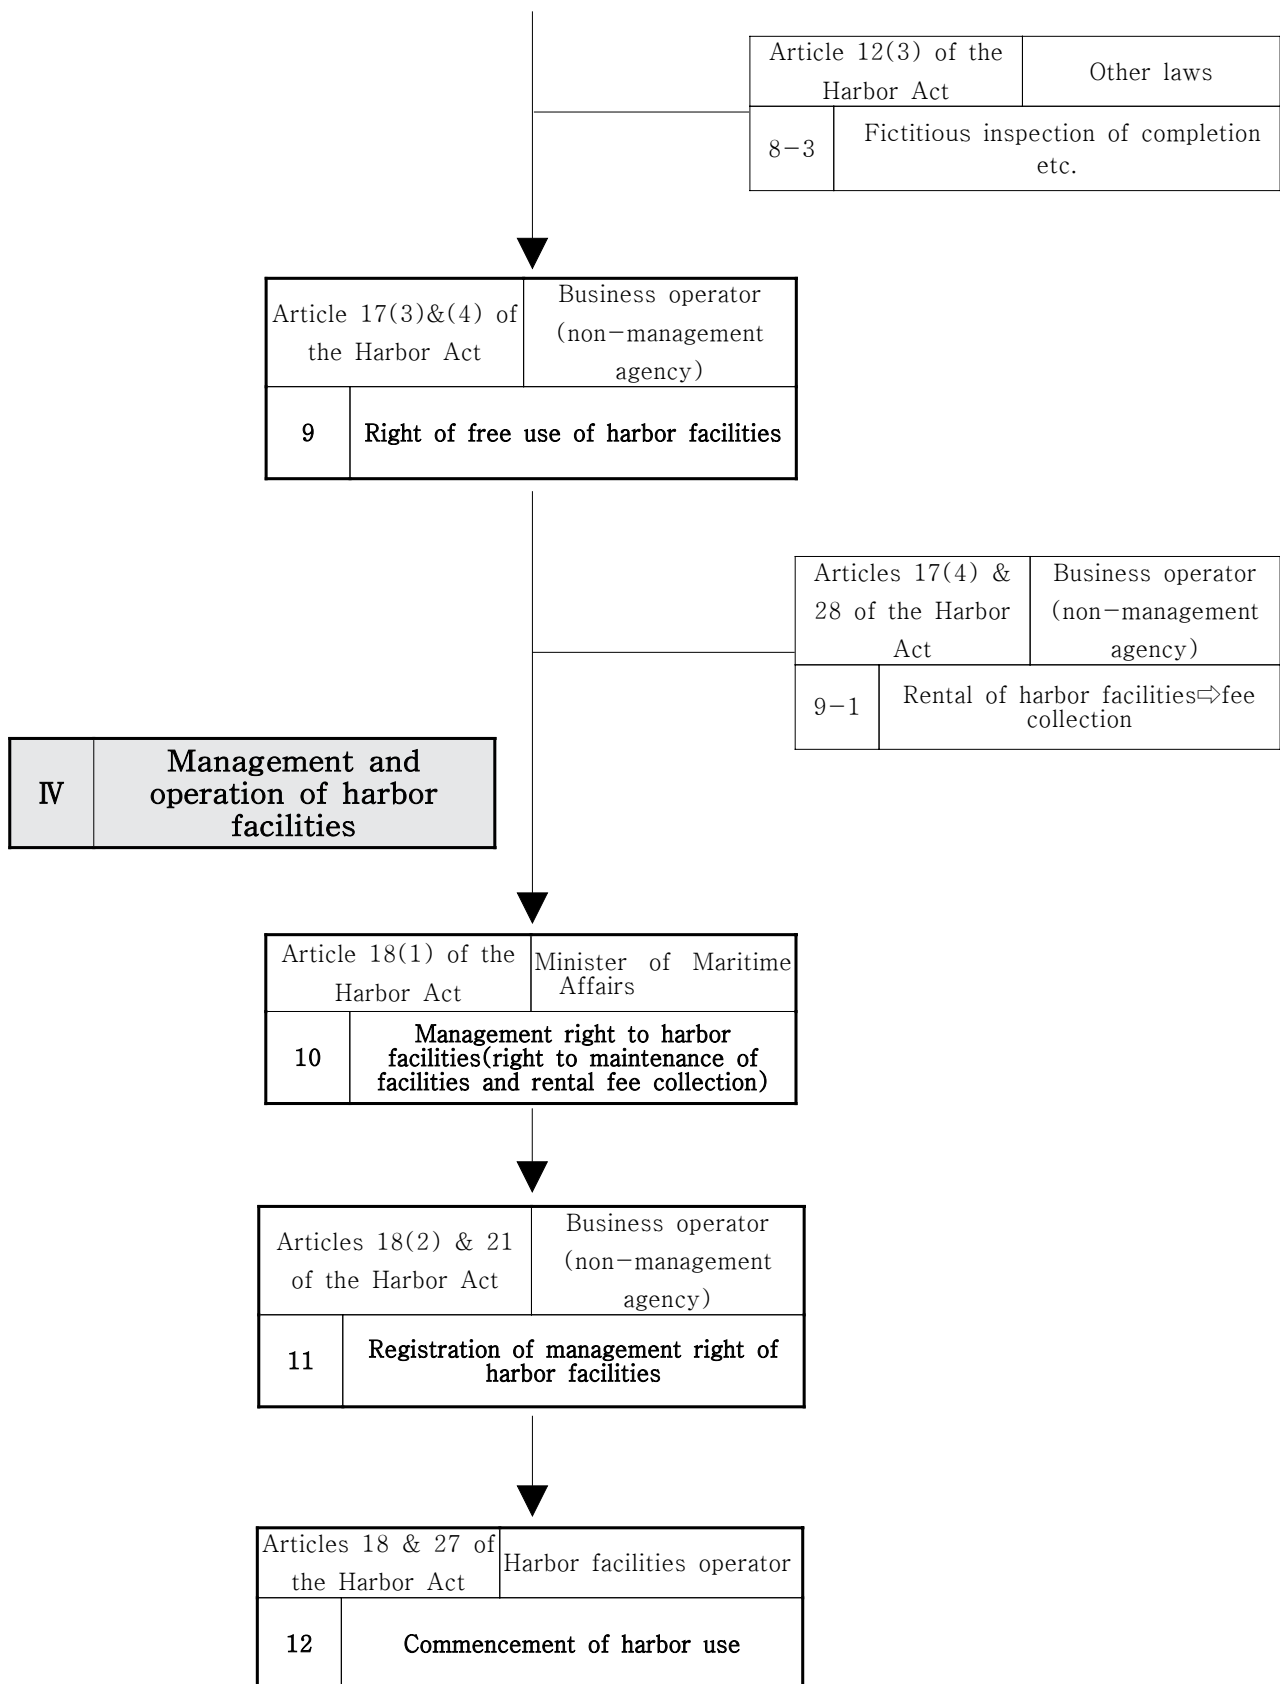 Article 12(3) of the
Harbor Act
Other laws
8-3
Fictitious inspection of completion
etc.
Article 17(3)&(4) of
the Harbor Act
Business operator
(non-management
agency)
9
Right of free use of harbor facilities
Articles 17(4) &
28 of the Harbor
Act
Business operator
(non-management
agency)
9-1
Rental of harbor facilities⇨fee
collection
Ⅳ
Management and
operation of harbor
facilities
Article 18(1) of the
Harbor Act
Minister of Maritime
Affairs
10
Management right to harbor
facilities(right to maintenance of
facilities and rental fee collection)
Articles 18(2) & 21
of the Harbor Act
Business operator
(non-management
agency)
11
Registration of management right of
harbor facilities
Articles 18 & 27 of
the Harbor Act
Harbor facilities operator
12
Commencement of harbor use